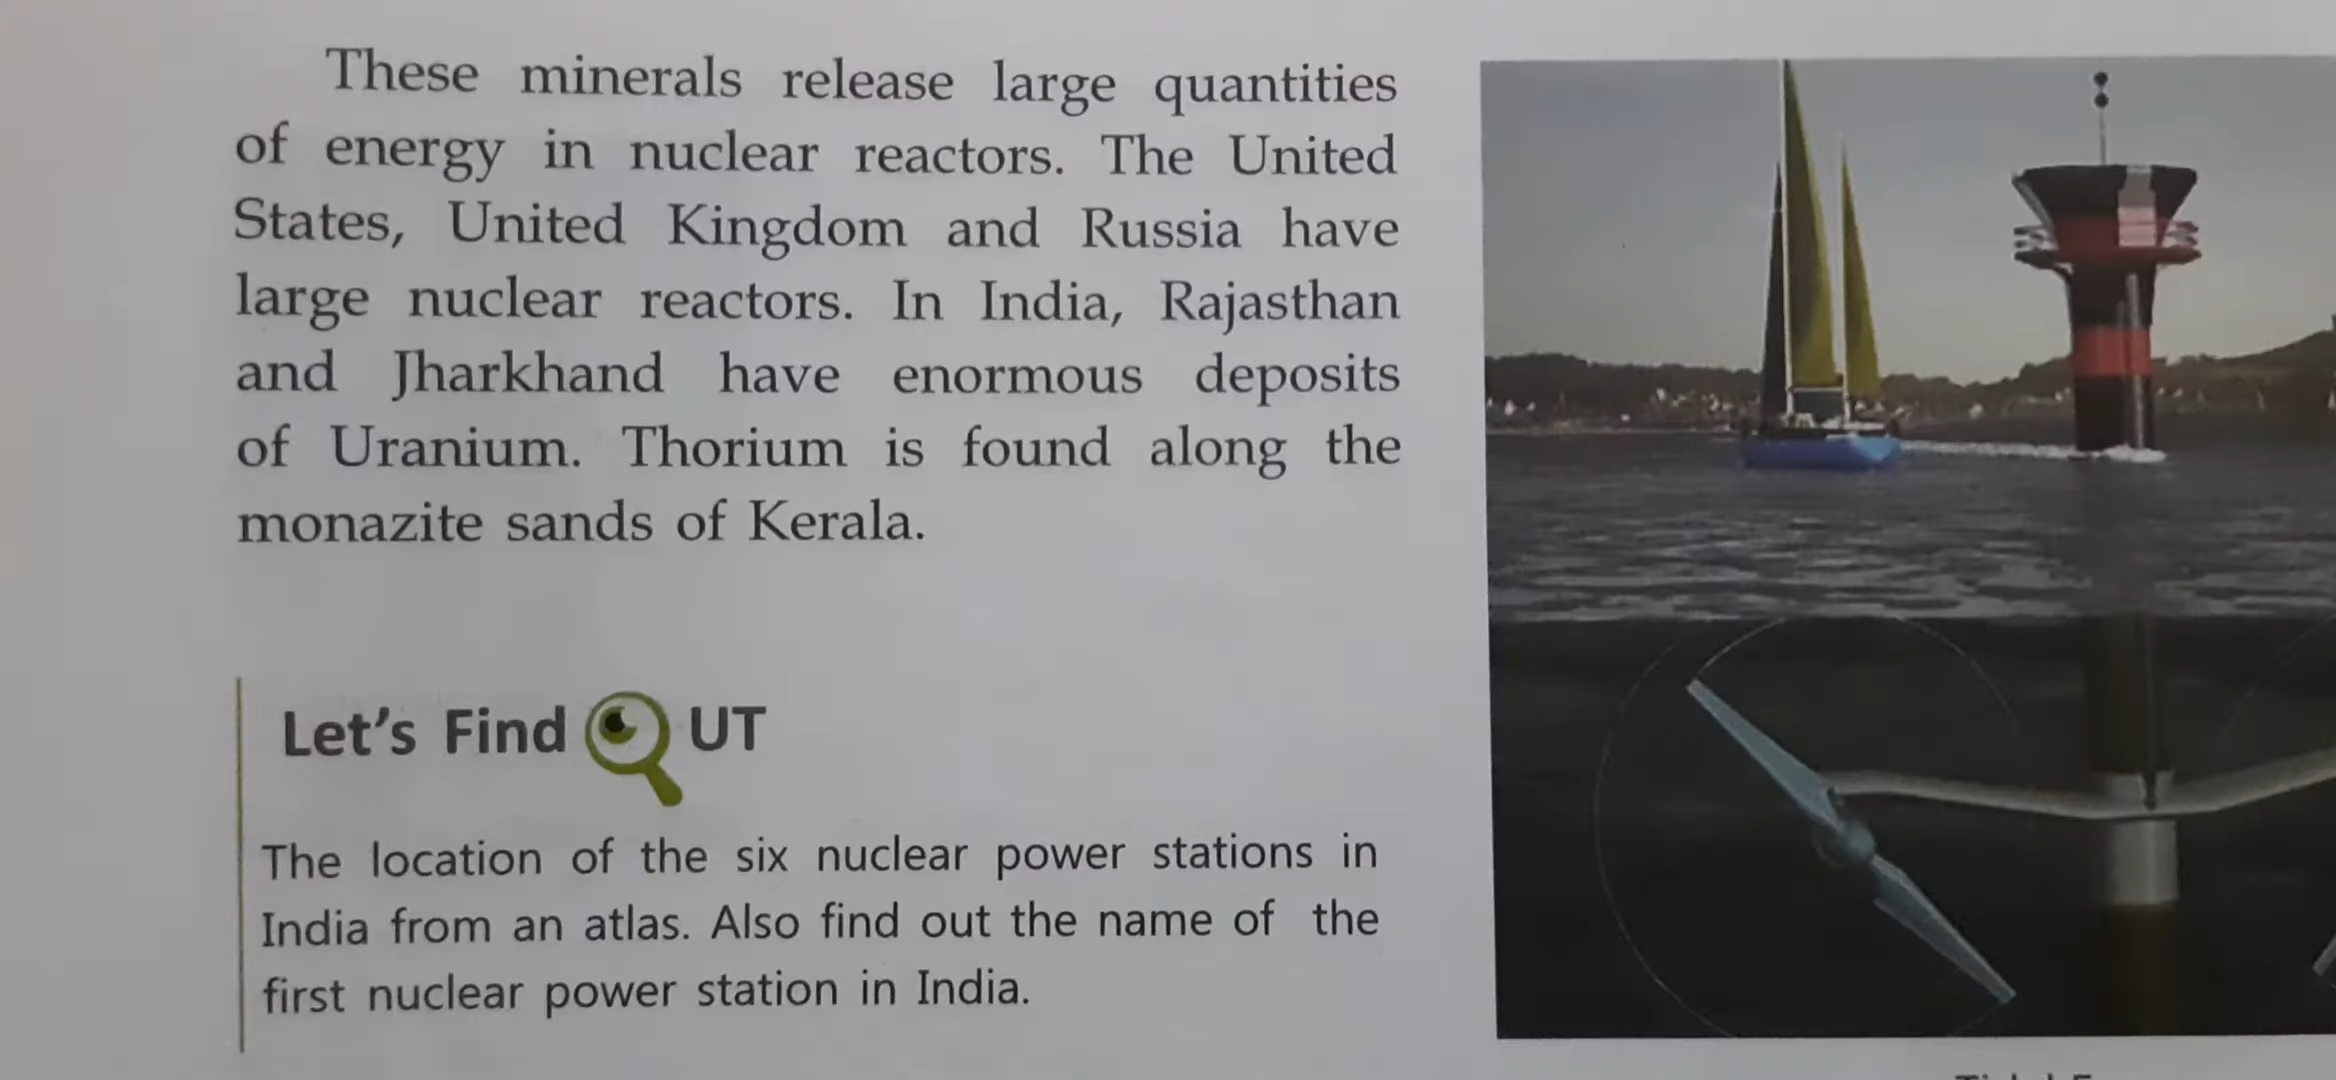 These minerals release large quantities
of energy in nuclear reactors. The United
States, United Kingdom and Russia have
large nuclear reactors. In India, Rajasthan
and Jharkhand have enormous deposits
of Uranium. Thorium is found along the
monazite sands of Kerala.
Let's Find UT
The location of the six nuclear power stations in
India from an atlas. Also find out the name of the
first nuclear power station in India.